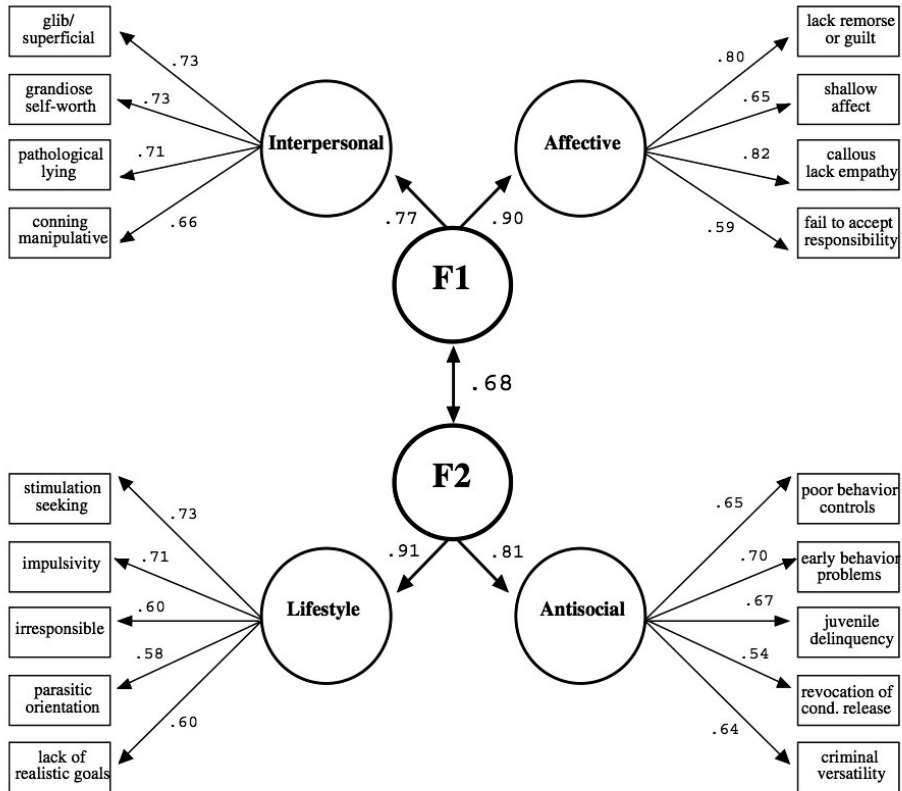 glib/
superficial
grandiose
self-worth
pathological
lying
conning
manipulative
.73
.73
.71
.66
Interpersonal
Affective
.80
.65
.82
.59
lack remorse
or guilt
shallow
affect
callous
lack empathy
fail to accept
responsibility
.77
.90
F1
.68
F2
.91
.81
stimulation
seeking
impulsivity
irresponsible
parasitic
orientation
lack of
realistic goals
.73
.71
.60
.58
.60
Lifestyle
Antisocial
.65
.70
.67
.54
.64
poor behavior
controls
early behavior
problems
juvenile
delinquency
revocation of
cond. release
criminal
versatility